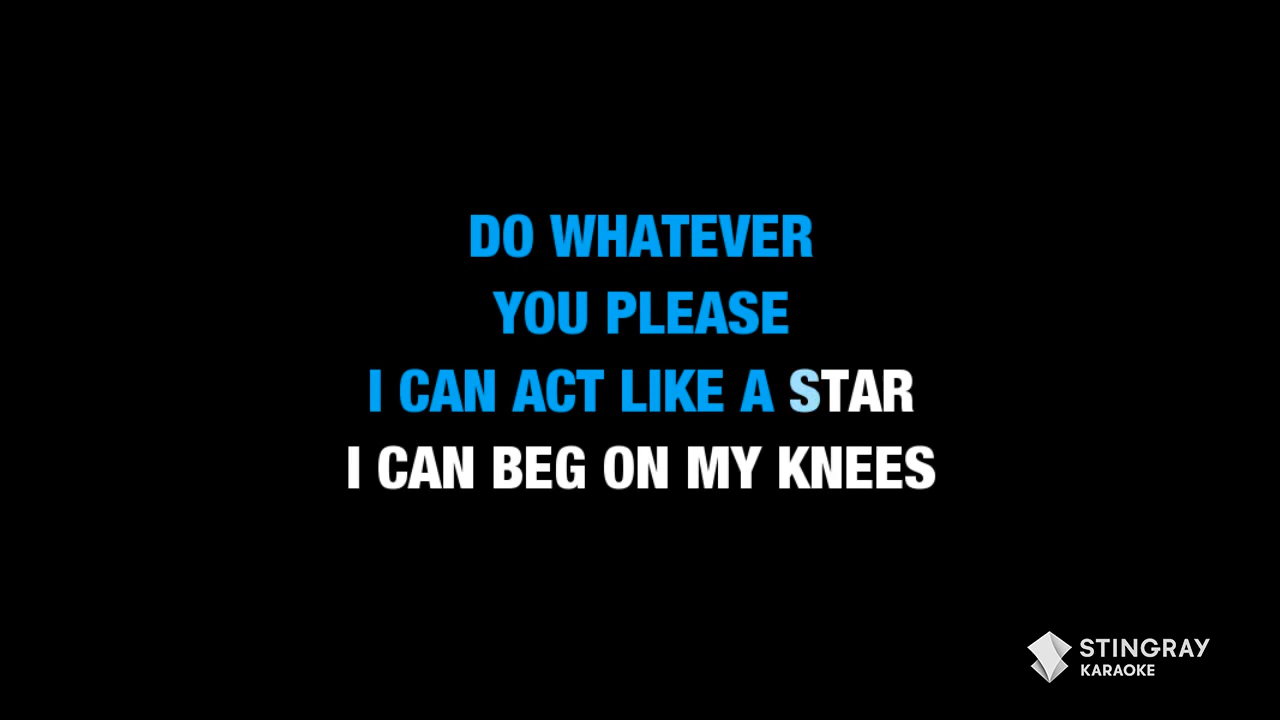 DO WHATEVER
YOU PLEASE
I CAN ACT LIKE A STAR
I CAN BEG ON MY KNEES
STINGRAY
KARAOKE